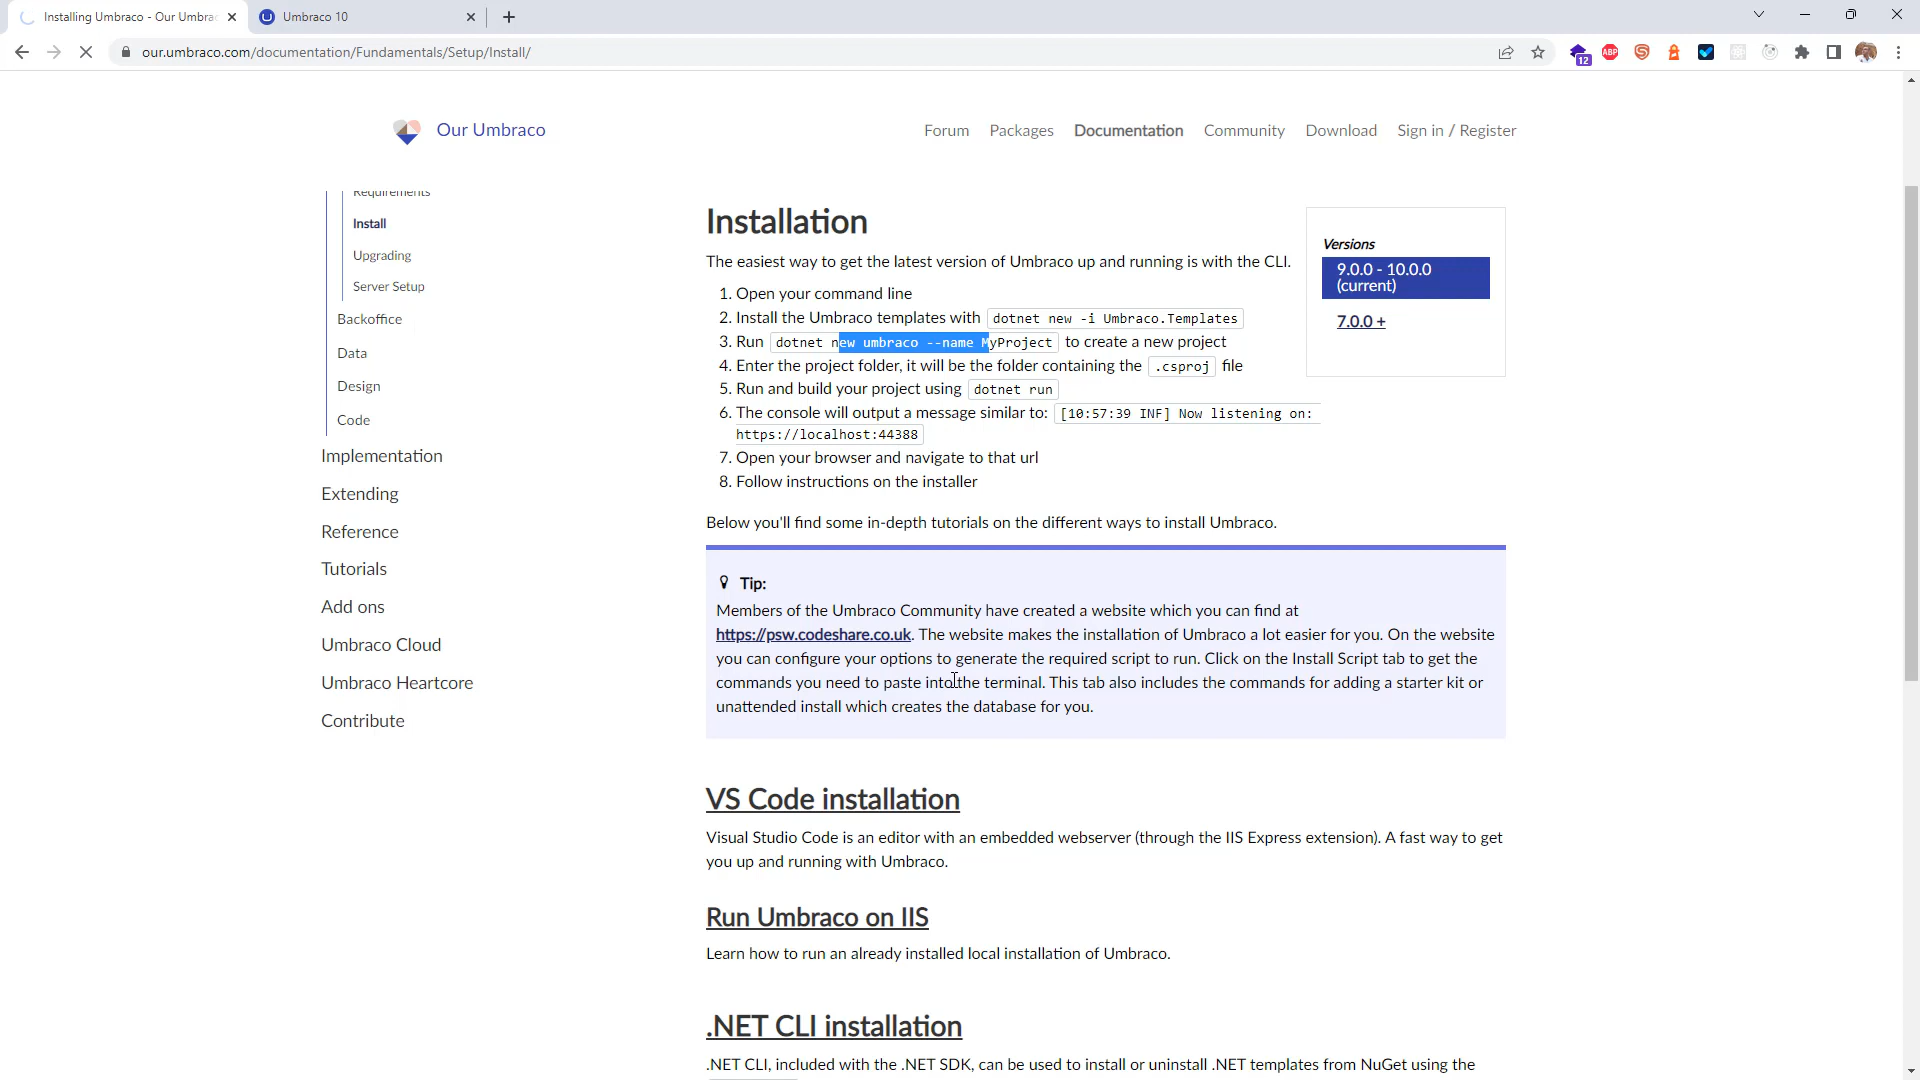 Installing Umbraco - Our Umbrac
Umbraco 10
our.umbraco.com/documentation/Fundamentals/Setup/Install/
ABP
12
Our Umbraco
Forum Packages Documentation Community Download Sign in / Register
Requirements
Install
Upgrading
Server Setup
Backoffice
Data
Design
Code
Implementation
Extending
Reference
Tutorials
Add ons
Umbraco Cloud
Umbraco Heartcore
Contribute
Installation
The easiest way to get the latest version of Umbraco up and running is with the CLI.
1. Open your command line
2. Install the Umbraco templates with dotnet new -i Umbraco.Templates
3. Run dotnet new umbraco --name MyProject to create a new project
4. Enter the project folder, it will be the folder containing the .csproj file
5. Run and build your project using dotnet run
6. The console will output a message similar to: [10:57:39 INF] Now listening on:
https://localhost:44388
7. Open your browser and navigate to that url
8. Follow instructions on the installer
Below you'll find some in-depth tutorials on the different ways to install Umbraco.
Versions
9.0.0 - 10.0.0
(current)
7.0.0 +
Tip:
Members of the Umbraco Community have created a website which you can find at
https://psw.codeshare.co.uk. The website makes the installation of Umbraco a lot easier for you. On the website
you can configure your options to generate the required script to run. Click on the Install Script tab to get the
commands you need to paste into the terminal. This tab also includes the commands for adding a starter kit or
unattended install which creates the database for you.
VS Code installation
Visual Studio Code is an editor with an embedded webserver (through the IIS Express extension). A fast way to get
you up and running with Umbraco.
Run Umbraco on IIS
Learn how to run an already installed local installation of Umbraco.
.NET CLI installation
.NET CLI, included with the .NET SDK, can be used to install or uninstall .NET templates from NuGet using the